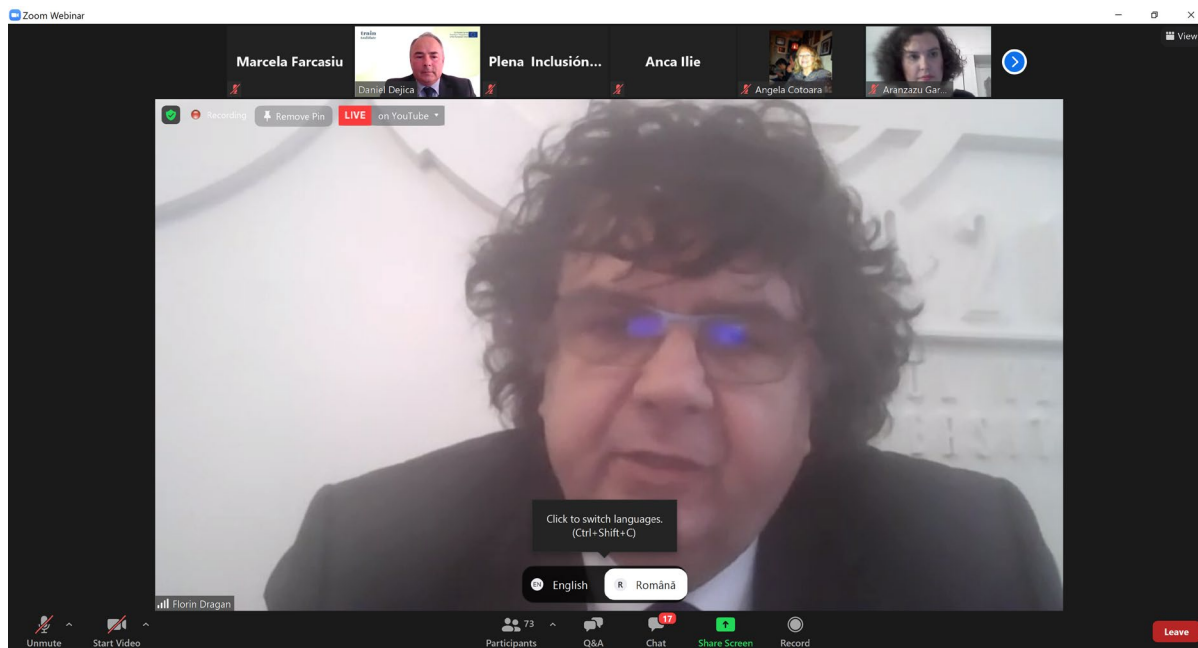 Zoom Webinar
View
Marcela Farcasiu
Daniel Dejica
Plena Inclusión...
Anca Ilie
Angela Cotoara
Aranzazu Gar...
Recording
Remove Pin
LIVE on YouTube
Click to switch languages.
(Ctrl+Shift+C)
EN English
R Română
Florin Dragan
Unmute
Start Video
73
Participants
Q&A
17
Chat
Share Screen
Record
Leave